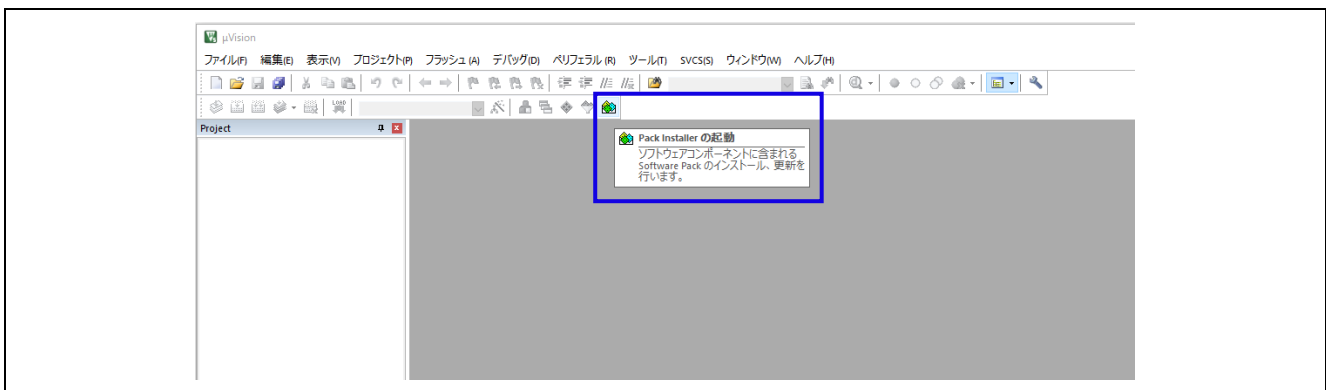 µVision
ファイル(F) 編集(E) 表示(V) プロジェクト(P) フラッシュ (A) デバッグ(D) ペリフェラル (R) ツール(T) SVCS(S) ウィンドウ(W) ヘルプ(H)
LOAD
Project
Pack Installer の起動
ソフトウェアコンポーネントに含まれる
Software Pack のインストール、更新を
行います。